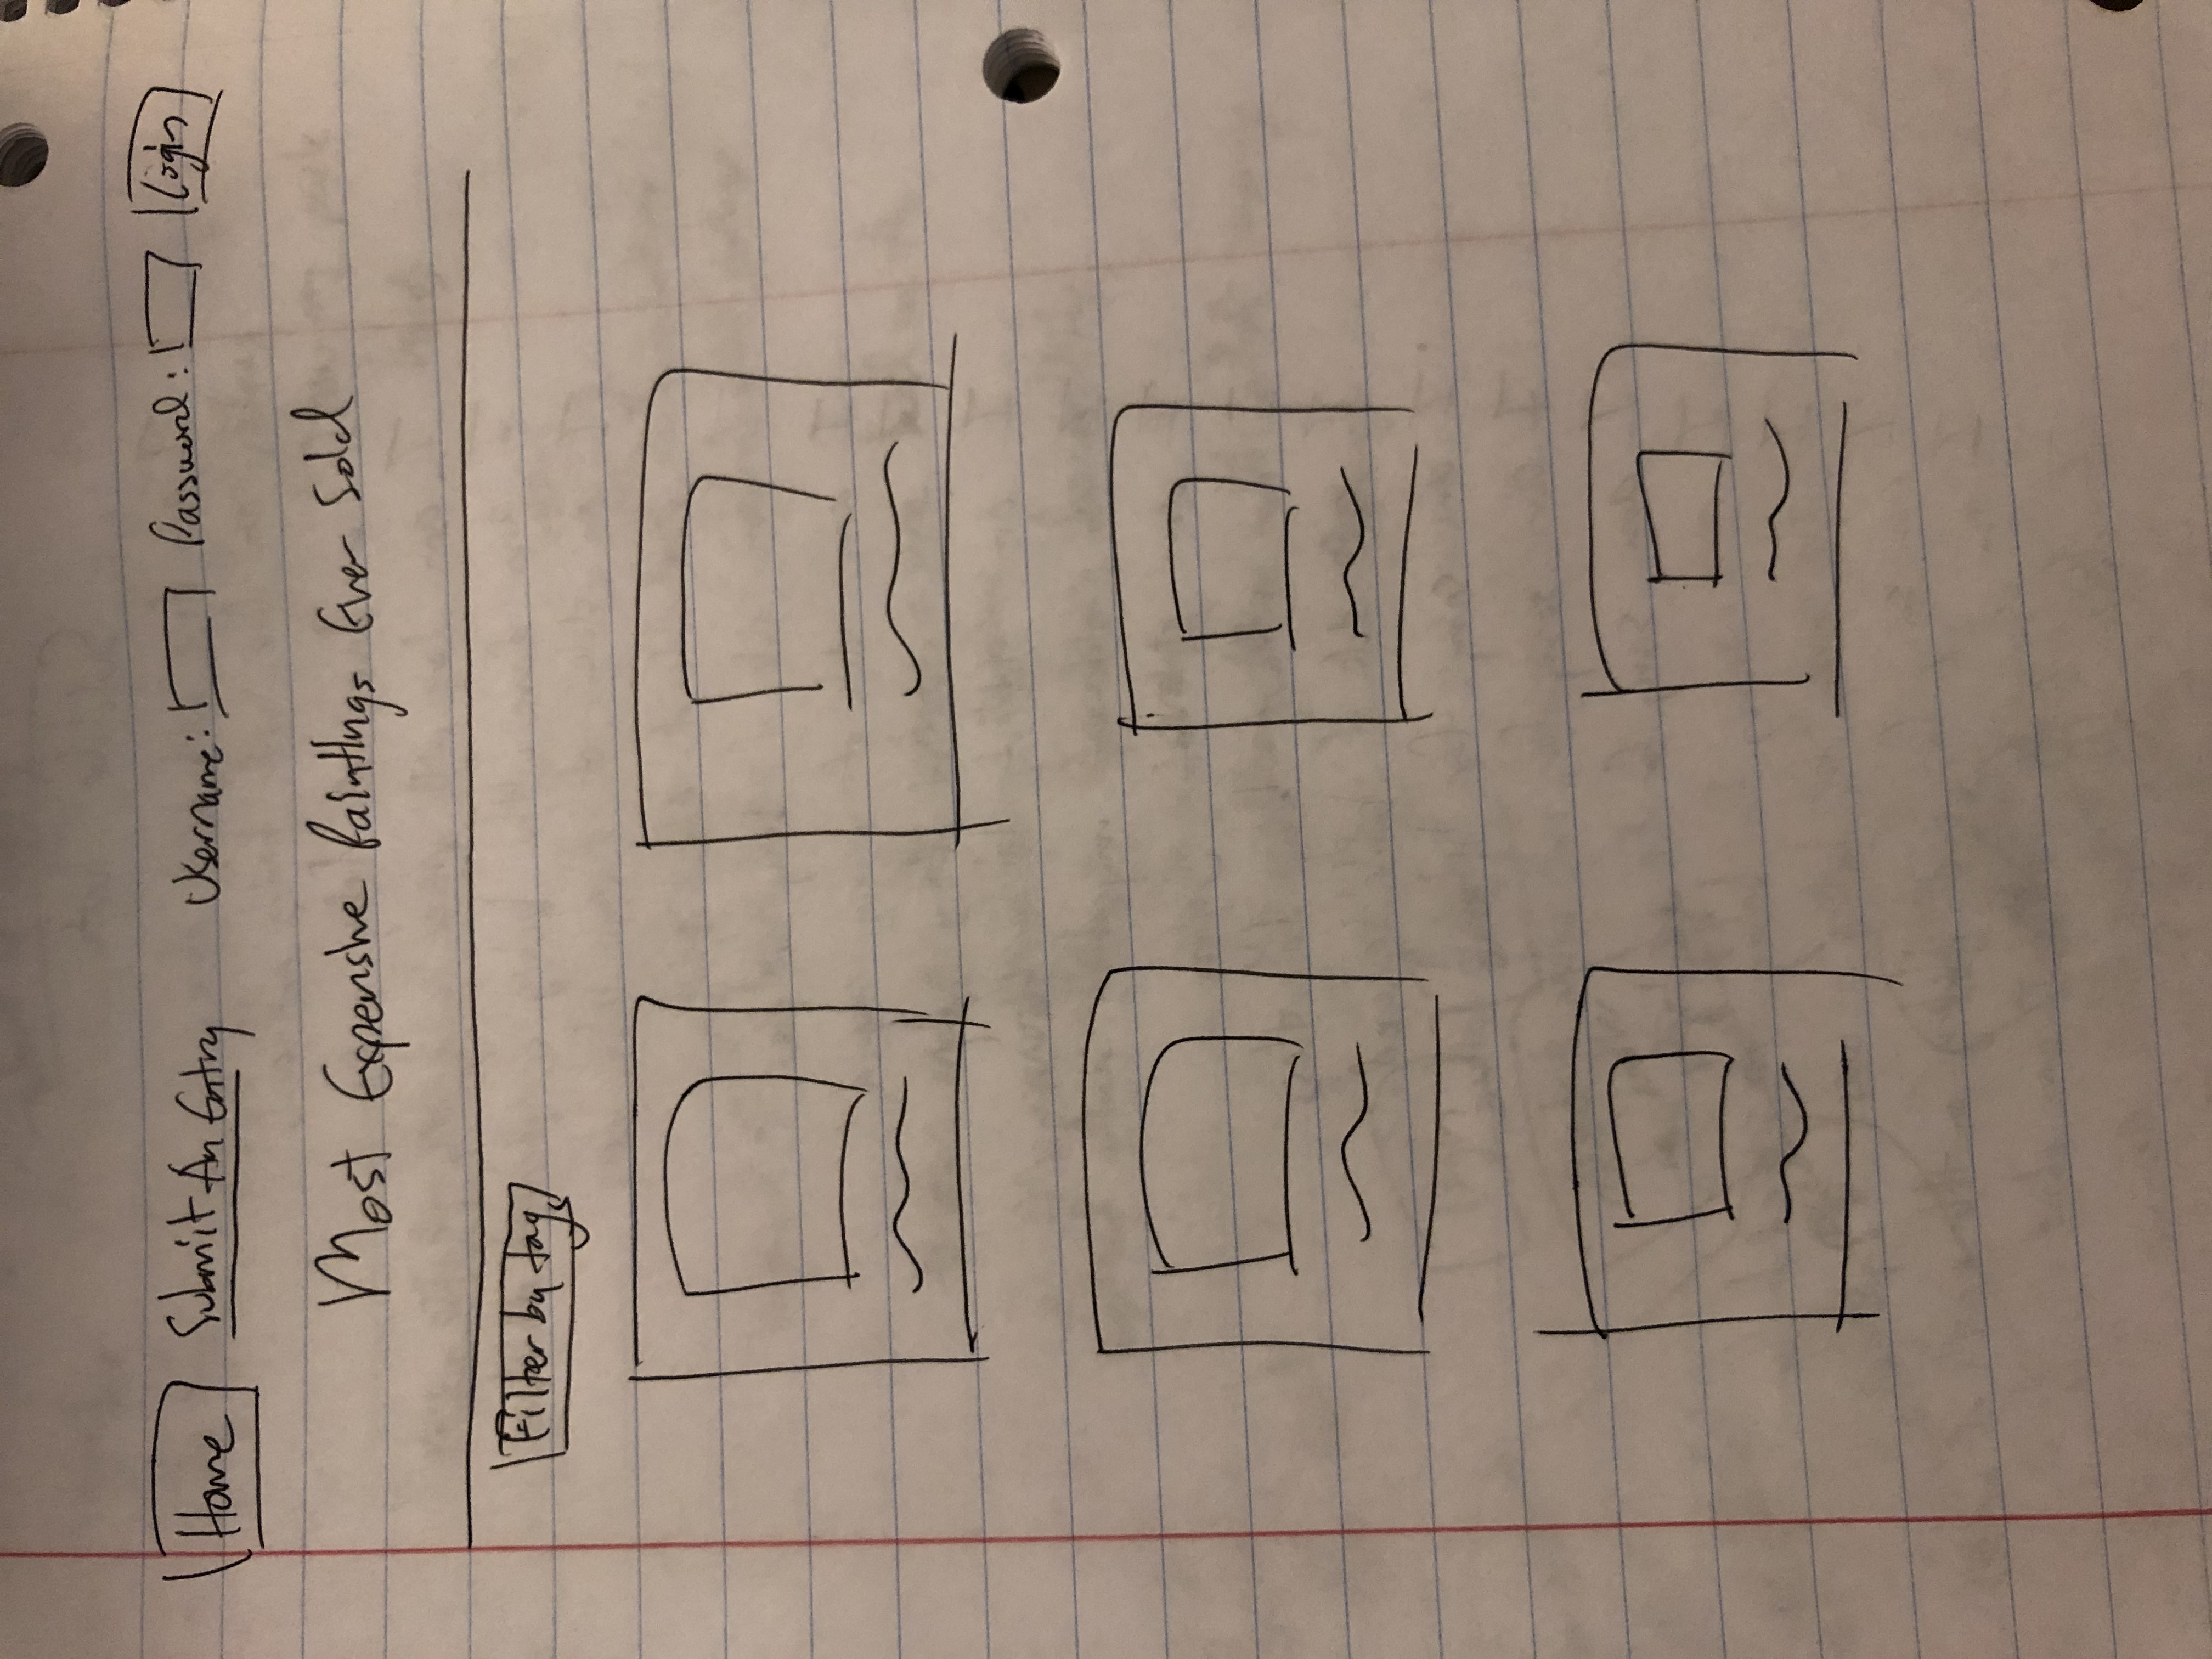 Home Submit An Entry Username: Password: Login
Most Expensive Paintings Ever Sold
Filter by tags